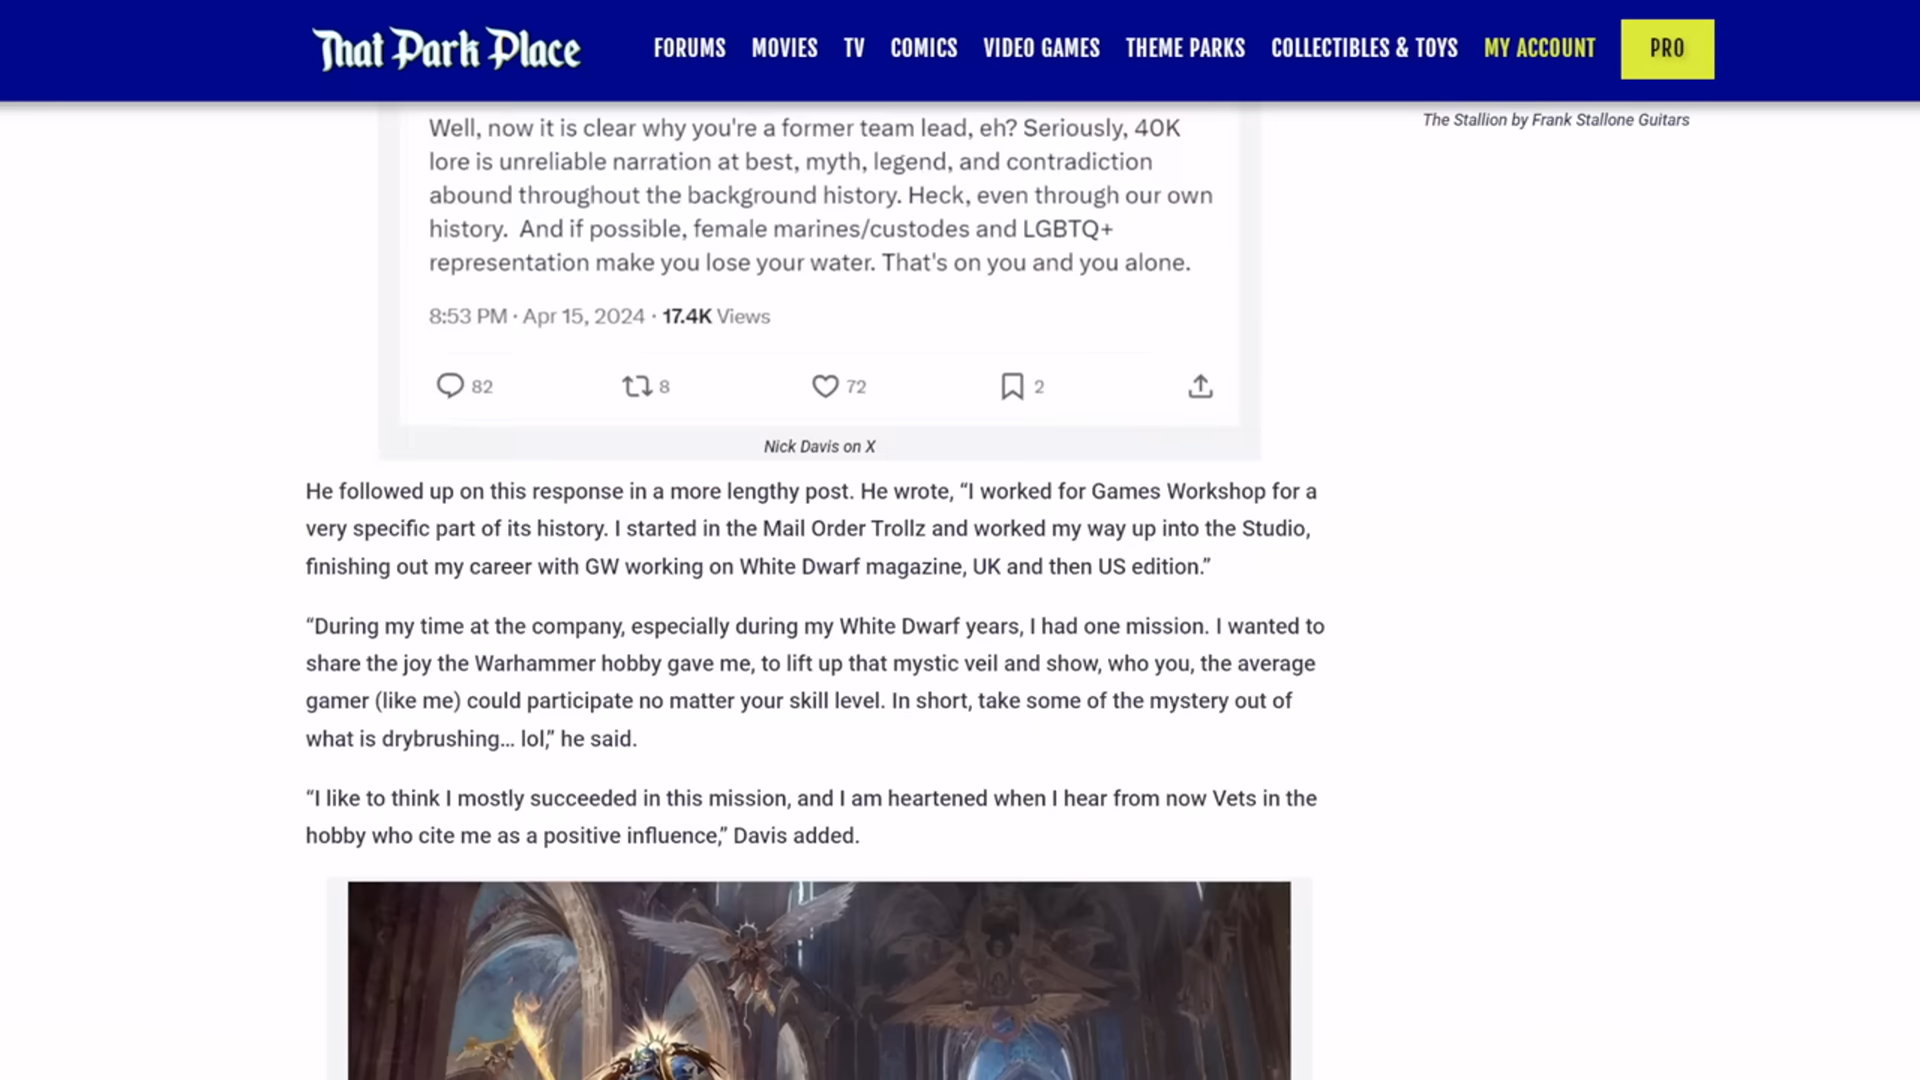 That Park Place
FORUMS MOVIES TV COMICS VIDEO GAMES THEME PARKS COLLECTIBLES & TOYS MY ACCOUNT PRO
The Stallion by Frank Stallone Guitars
Well, now it is clear why you're a former team lead, eh? Seriously, 40K
lore is unreliable narration at best, myth, legend, and contradiction
abound throughout the background history. Heck, even through our own
history.  And if possible, female marines/custodes and LGBTQ+
representation make you lose your water. That's on you and you alone.
8:53 PM · Apr 15, 2024 · 17.4K Views
82 8 72 2
Nick Davis on X
He followed up on this response in a more lengthy post. He wrote, “I worked for Games Workshop for a
very specific part of its history. I started in the Mail Order Trollz and worked my way up into the Studio,
finishing out my career with GW working on White Dwarf magazine, UK and then US edition.”
“During my time at the company, especially during my White Dwarf years, I had one mission. I wanted to
share the joy the Warhammer hobby gave me, to lift up that mystic veil and show, who you, the average
gamer (like me) could participate no matter your skill level. In short, take some of the mystery out of
what is drybrushing… lol,” he said.
“I like to think I mostly succeeded in this mission, and I am heartened when I hear from now Vets in the
hobby who cite me as a positive influence,” Davis added.